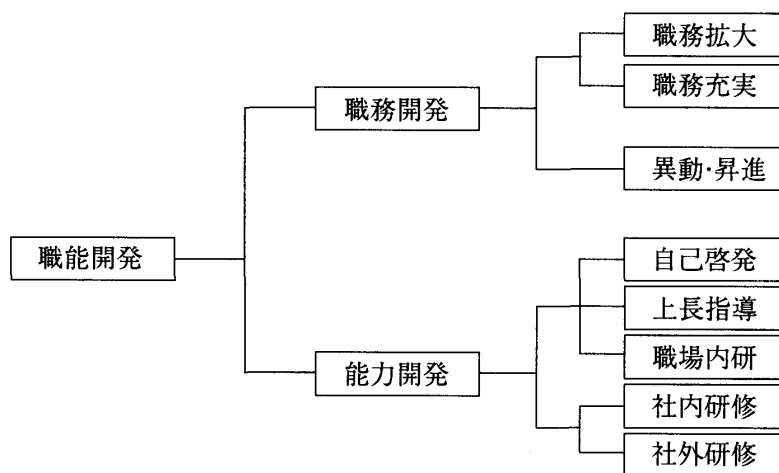 職務拡大
職務開発
職務充実
異動·昇進
職能開発
自己啓発
上長指導
能力開発
職場内研
社内研修
社外研修